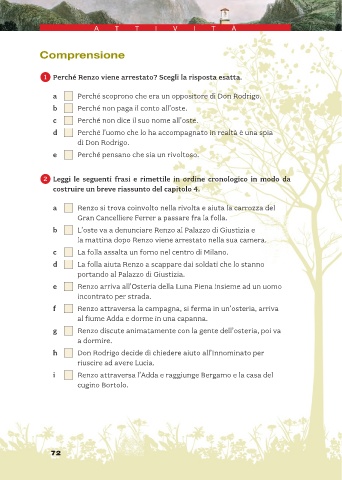 ATTIVITÀ
Comprensione
1 Perché Renzo viene arrestato? Scegli la risposta esatta.
a Perché scoprono che era un oppositore di Don Rodrigo.
b Perché non paga il conto all'oste.
c Perché non dice il suo nome all'oste.
d Perché l'uomo che lo ha accompagnato in realtà è una spia
di Don Rodrigo.
e Perché pensano che sia un rivoltoso.
2 Leggi le seguenti frasi e rimettile in ordine cronologico in modo da
costruire un breve riassunto del capitolo 4.
a Renzo si trova coinvolto nella rivolta e aiuta la carrozza del
Gran Cancelliere Ferrer a passare fra la folla.
b L'oste va a denunciare Renzo al Palazzo di Giustizia e
la mattina dopo Renzo viene arrestato nella sua camera.
c La folla assalta un forno nel centro di Milano.
d La folla aiuta Renzo a scappare dai soldati che lo stanno
portando al Palazzo di Giustizia.
e Renzo arriva all'Osteria della Luna Piena insieme ad un uomo
incontrato per strada.
f Renzo attraversa la campagna, si ferma in un'osteria, arriva
al fiume Adda e dorme in una capanna.
g Renzo discute animatamente con la gente dell'osteria, poi va
a dormire.
h Don Rodrigo decide di chiedere aiuto all'Innominato per
riuscire ad avere Lucia.
i Renzo attraversa l'Adda e raggiunge Bergamo e la casa del
cugino Bortolo.
72